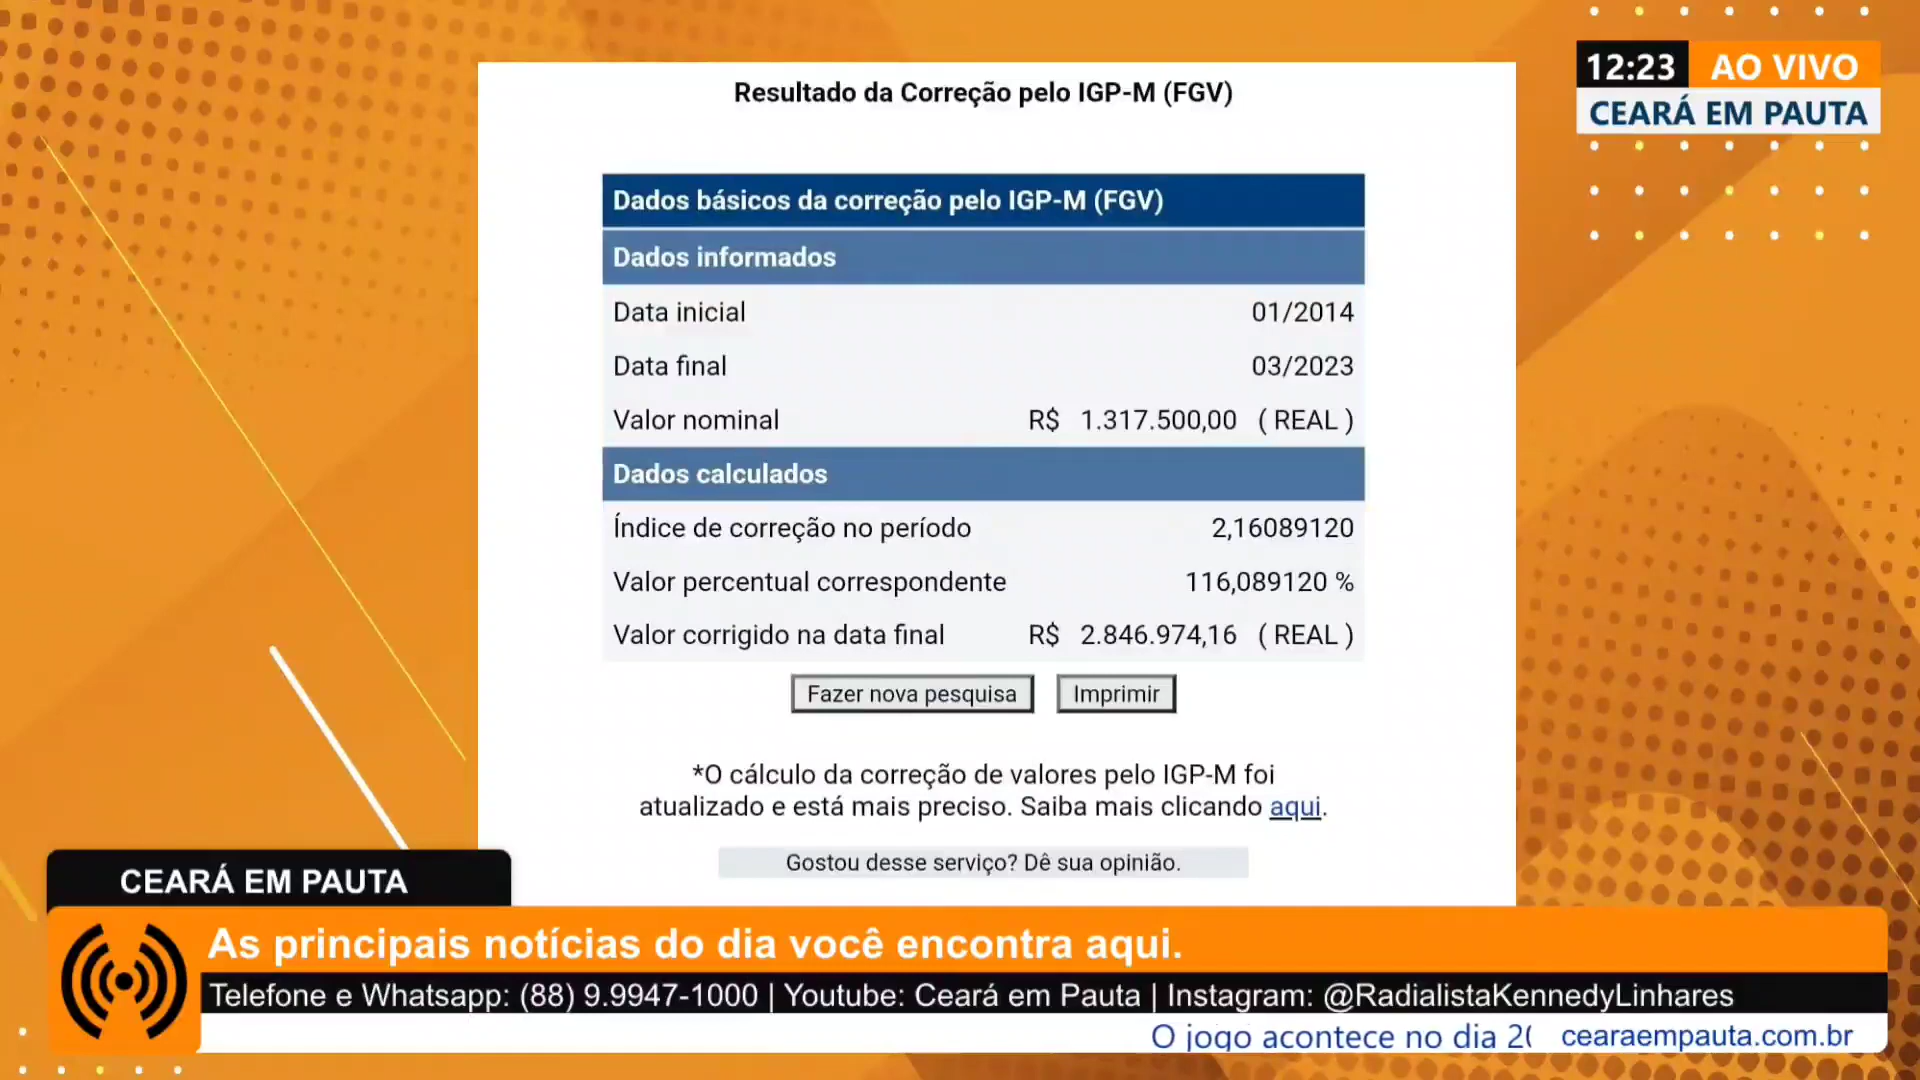 12:23 AO VIVO
CEARÁ EM PAUTA
Resultado da Correção pelo IGP-M (FGV)
Dados básicos da correção pelo IGP-M (FGV)
Dados informados
Data inicial 01/2014
Data final 03/2023
Valor nominal R$ 1.317.500,00 ( REAL )
Dados calculados
Índice de correção no período 2,16089120
Valor percentual correspondente 116,089120 %
Valor corrigido na data final R$ 2.846.974,16 ( REAL )
Fazer nova pesquisa Imprimir
*O cálculo da correção de valores pelo IGP-M foi
atualizado e está mais preciso. Saiba mais clicando aqui.
Gostou desse serviço? Dê sua opinião.
CEARÁ EM PAUTA
As principais notícias do dia você encontra aqui.
Telefone e Whatsapp: (88) 9.9947-1000 | Youtube: Ceará em Pauta | Instagram: @RadialistaKennedyLinhares
O jogo acontece no dia cearaempauta.com.br